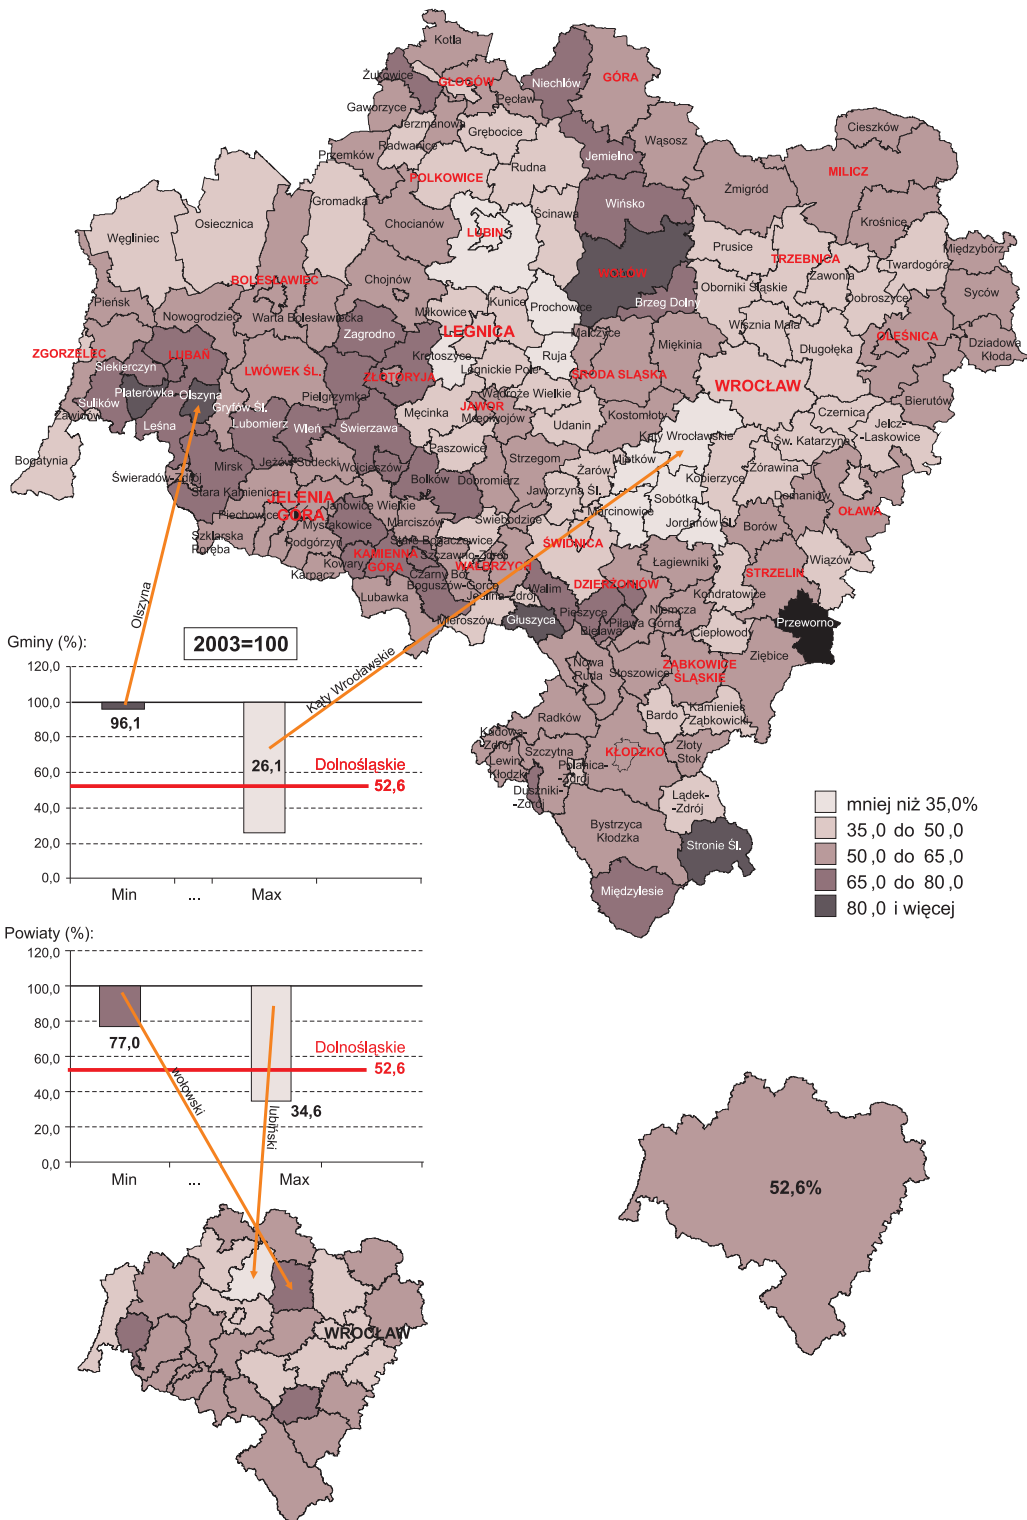 Kotla
Żukowice
GŁOGÓW
Niechlów
GÓRA
Pęcław
Gaworzyce
Jerzmanowa
Grębocice
Radwanice
Przemków
Wąsosz
Cieszków
Jemielno
Rudna
POLKOWICE
MILICZ
Żmigród
Osiecznica
Gromadka
Wińsko
Ścinawa
Chocianów
Krośnice
LUBIN
Węgliniec
Prusice
Międzybórz
TRZEBNICA
Twardogóra
BOLESŁAWIEC
Chojnów
WOŁÓW
Zawonia
Oborniki Śląskie
Syców
Pieńsk
Kunice
Prochowice
Brzeg Dolny
Dobroszyce
Nowogrodziec
Warta Bolesławiecka
Miłkowice
Wisznia Mała
Zagrodno
LEGNICA
Malczyce
OLEŚNICA
Dziadowa
Kłoda
Miękinia
Długołęka
ZGORZELEC
LUBAŃ
Krotoszyce
Ruja
Siekierczyn
LWÓWEK ŚL.
Legnickie Pole
ŚRODA ŚLĄSKA
ZŁOTORYJA
WROCŁAW
Platerówka
Olszyna
Pielgrzymka
Wądroże Wielkie
Bierutów
Sulików
JAWOR
Gryfów Śl.
Zawidów
Męcinka
Mściwojów
Kostomłoty
Czernica
Leśna
Lubomierz
Wleń
Świerzawa
Udanin
Jelcz-
-Laskowice
Kąty Wrocławskie
Św. Katarzyna
Bogatynia
Paszowice
Mirsk
Jeżów Sudecki
Wojcieszów
Strzegom
Mietków
Żarów
Żórawina
Świeradów-Zdrój
Bolków
Dobromierz
Kobierzyce
Stara Kamienica
JELENIA
GÓRA
Janowice Wielkie
Jaworzyna Śl.
Sobótka
Domaniów
Piechowice
Marcinowice
OŁAWA
Mysłakowice
Marciszów
Świebodzice
Jordanów Śl.
Borów
Szklarska
Poręba
Podgórzyn
Stare Bogaczowice
ŚWIDNICA
KAMIENNA
GÓRA
Szczawno-Zdrój
Wiązów
Kowary
WAŁBRZYCH
Łagiewniki
Karpacz
Czarny Bór
STRZELIN
Boguszów-Gorce
Walim
DZIERŻONIÓW
Lubawka
Jedlina-Zdrój
Kondratowice
Pieszyce
Niemcza
Mieroszów
Głuszyca
Piława Górna
Przeworno
Bielawa
Ciepłowody
Ziębice
Nowa
Ruda
Stoszowice
ZĄBKOWICE
ŚLĄSKIE
Kamieniec
Ząbkowicki
Radków
Bardo
Kudowa-
-Zdrój
Szczytna
KŁODZKO
Złoty
Stok
Lewin
Kłodzki
Polanica-
-Zdrój
Duszniki-
-Zdrój
Lądek-
-Zdrój
Bystrzyca
Kłodzka
Stronie Śl.
Międzylesie
mniej niż 35,0%
35,0 do 50,0
50,0 do 65,0
65,0 do 80,0
80,0 i więcej
Gminy (%):
2003=100
Olszyna
Kąty Wrocławskie
120,0
100,0
80,0
60,0
40,0
20,0
0,0
96,1
26,1
Dolnośląskie
52,6
Min
...
Max
Powiaty (%):
120,0
100,0
80,0
60,0
40,0
20,0
0,0
77,0
34,6
Dolnośląskie
52,6
wołowski
lubiński
Min
...
Max
WROCŁAW
52,6%